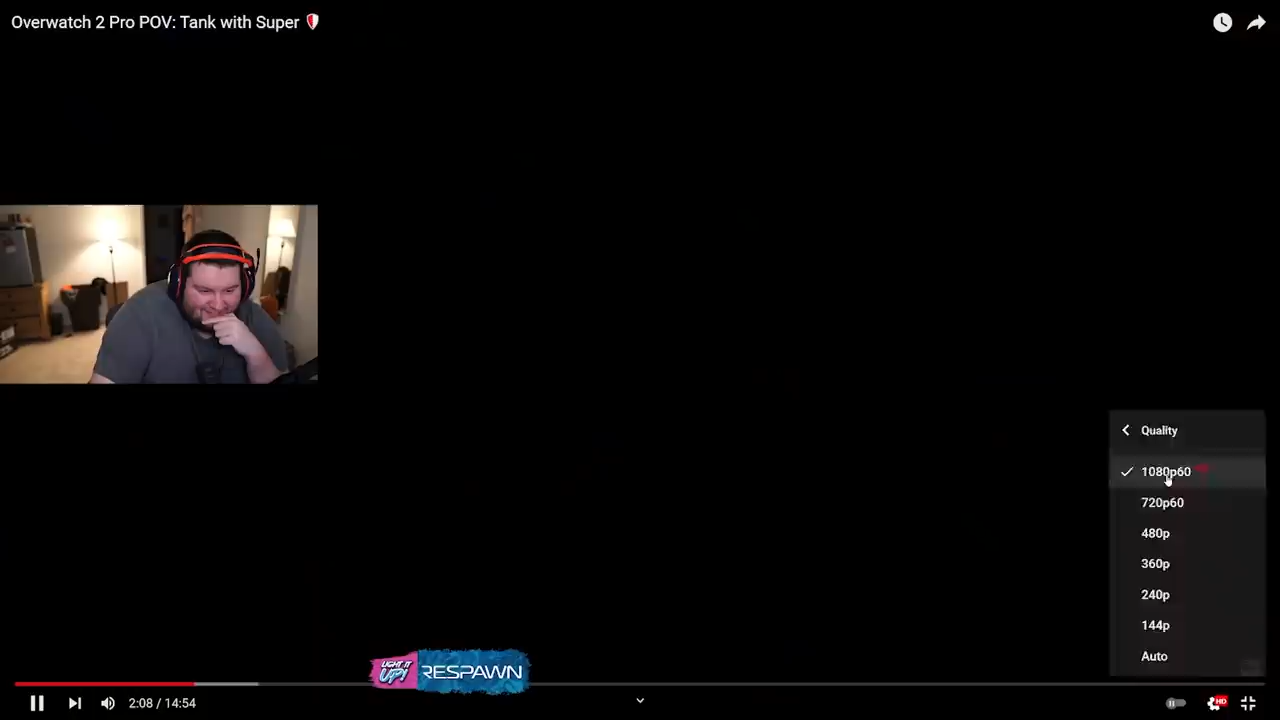 Overwatch 2 Pro POV: Tank with Super
Quality
1080p60
720p60
480p
360p
240p
144p
Auto
LIGHT IT UP! RESPAWN
2:08 / 14:54
HD